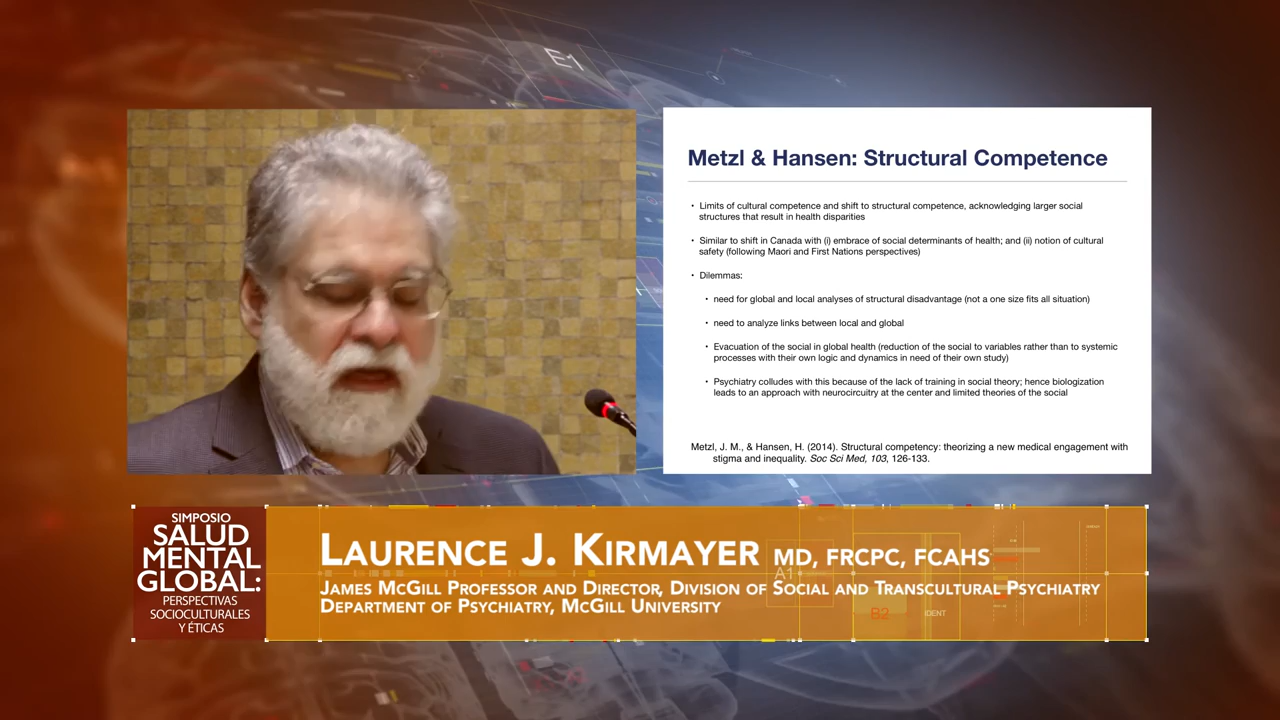 E1
Metzl & Hansen: Structural Competence
• Limits of cultural competence and shift to structural competence, acknowledging larger social
structures that result in health disparities
• Similar to shift in Canada with (i) embrace of social determinants of health; and (ii) notion of cultural
safety (following Maori and First Nations perspectives)
• Dilemmas:
• need for global and local analyses of structural disadvantage (not a one size fits all situation)
• need to analyze links between local and global
• Evacuation of the social in global health (reduction of the social to variables rather than to systemic
processes with their own logic and dynamics in need of their own study)
• Psychiatry colludes with this because of the lack of training in social theory; hence biologization
leads to an approach with neurocircuitry at the center and limited theories of the social
Metzl, J. M., & Hansen, H. (2014). Structural competency: theorizing a new medical engagement with
stigma and inequality. Soc Sci Med, 103, 126-133.
SIMPOSIO
SALUD
MENTAL
GLOBAL:
PERSPECTIVAS
SOCIOCULTURALES
Y ÉTICAS
LAURENCE J. KIRMAYER MD, FRCPC, FCAHS
JAMES MCGILL PROFESSOR AND DIRECTOR, DIVISION OF SOCIAL AND TRANSCULTURAL PSYCHIATRY
DEPARTMENT OF PSYCHIATRY, MCGILL UNIVERSITY
A1
B2
IDENT